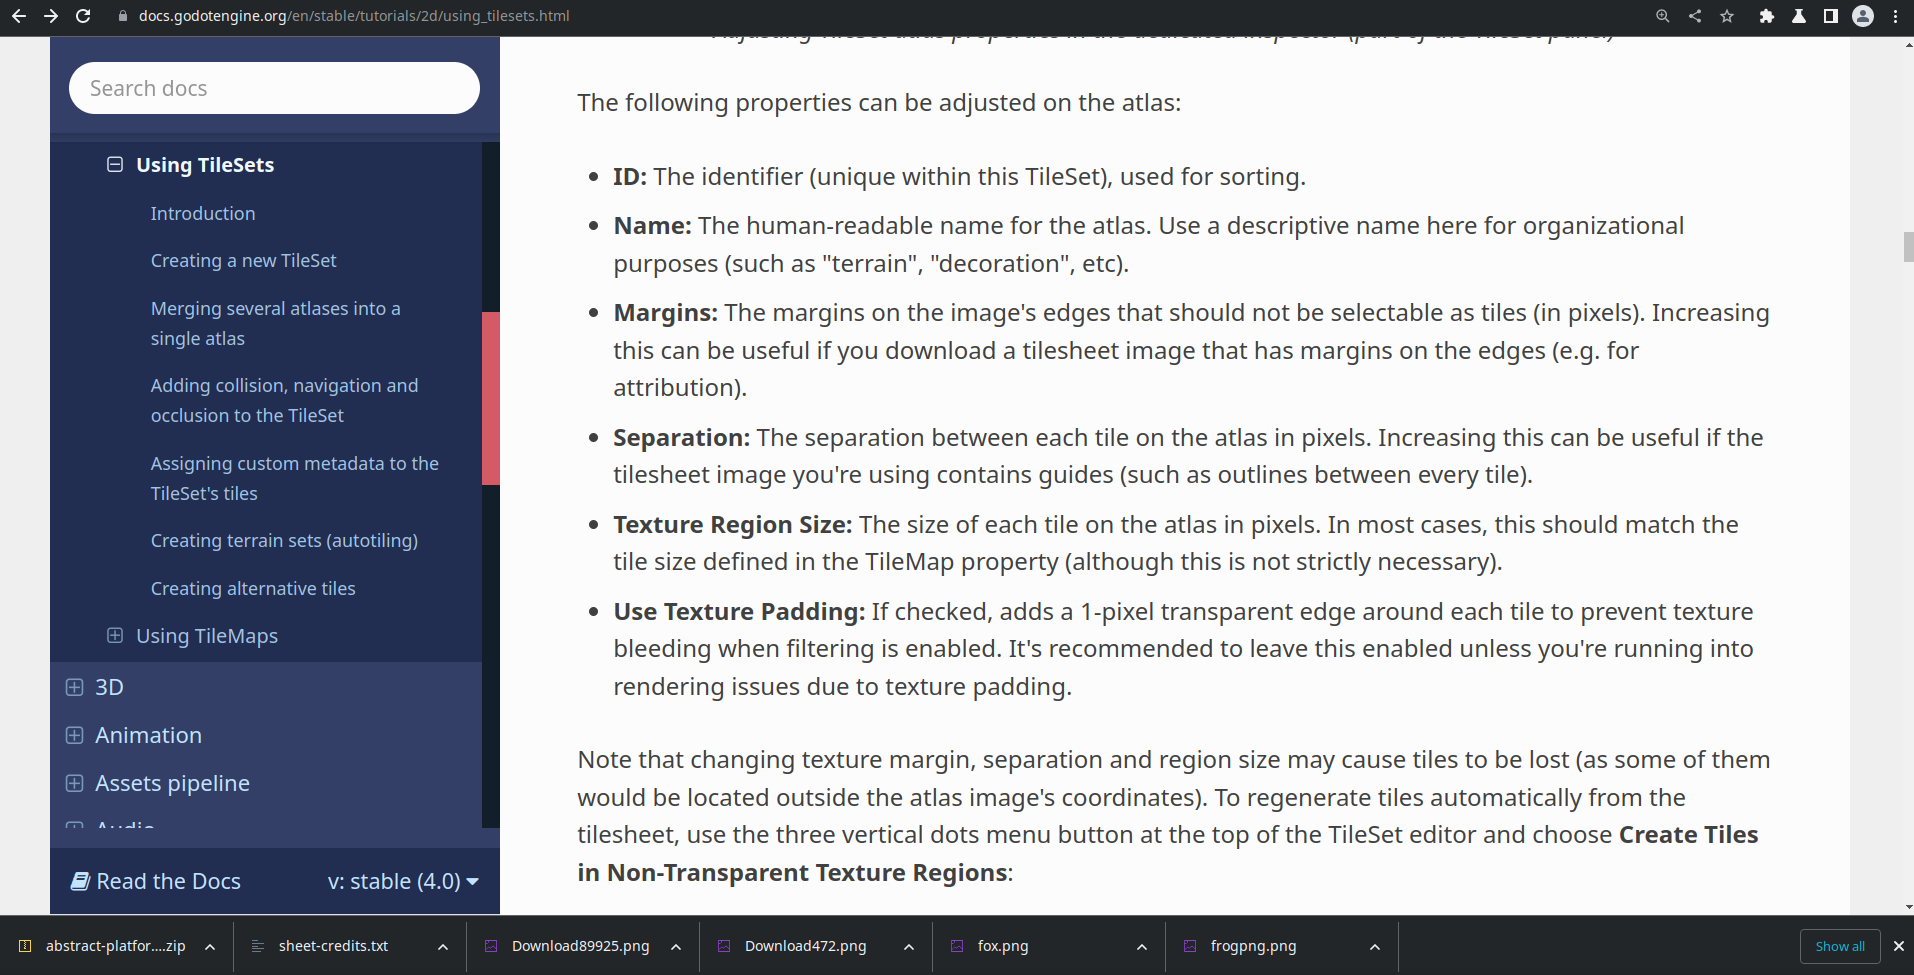 docs.godotengine.org/en/stable/tutorials/2d/using_tilesets.html
Search docs
Using TileSets
Introduction
Creating a new TileSet
Merging several atlases into a
single atlas
Adding collision, navigation and
occlusion to the TileSet
Assigning custom metadata to the
TileSet's tiles
Creating terrain sets (autotiling)
Creating alternative tiles
Using TileMaps
3D
Animation
Assets pipeline
Audio
Read the Docs
v: stable (4.0)
Adjusting TileSet atlas properties in the dedicated inspector (part of the TileSet panel)
The following properties can be adjusted on the atlas:
• ID: The identifier (unique within this TileSet), used for sorting.
• Name: The human-readable name for the atlas. Use a descriptive name here for organizational
purposes (such as "terrain", "decoration", etc).
• Margins: The margins on the image's edges that should not be selectable as tiles (in pixels). Increasing
this can be useful if you download a tilesheet image that has margins on the edges (e.g. for
attribution).
• Separation: The separation between each tile on the atlas in pixels. Increasing this can be useful if the
tilesheet image you're using contains guides (such as outlines between every tile).
• Texture Region Size: The size of each tile on the atlas in pixels. In most cases, this should match the
tile size defined in the TileMap property (although this is not strictly necessary).
• Use Texture Padding: If checked, adds a 1-pixel transparent edge around each tile to prevent texture
bleeding when filtering is enabled. It's recommended to leave this enabled unless you're running into
rendering issues due to texture padding.
Note that changing texture margin, separation and region size may cause tiles to be lost (as some of them
would be located outside the atlas image's coordinates). To regenerate tiles automatically from the
tilesheet, use the three vertical dots menu button at the top of the TileSet editor and choose Create Tiles
in Non-Transparent Texture Regions:
abstract-platfor....zip
sheet-credits.txt
Download89925.png
Download472.png
fox.png
frogpng.png
Show all